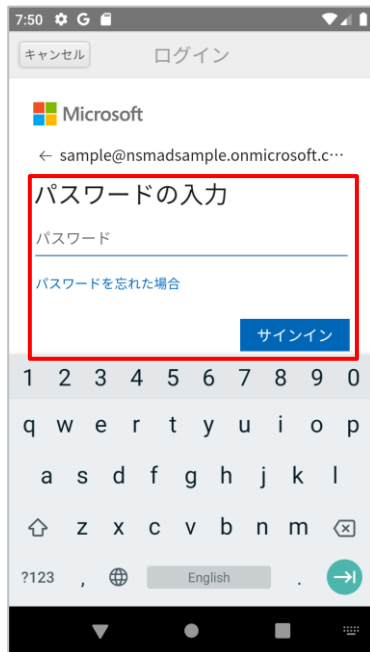 7:50 G
キャンセル ログイン
Microsoft
← sample@nsmadsample.onmicrosoft.c…
パスワードの入力
パスワード
パスワードを忘れた場合
サインイン
1 2 3 4 5 6 7 8 9 0
q w e r t y u i o p
a s d f g h j k l
z x c v b n m
?123 , English .